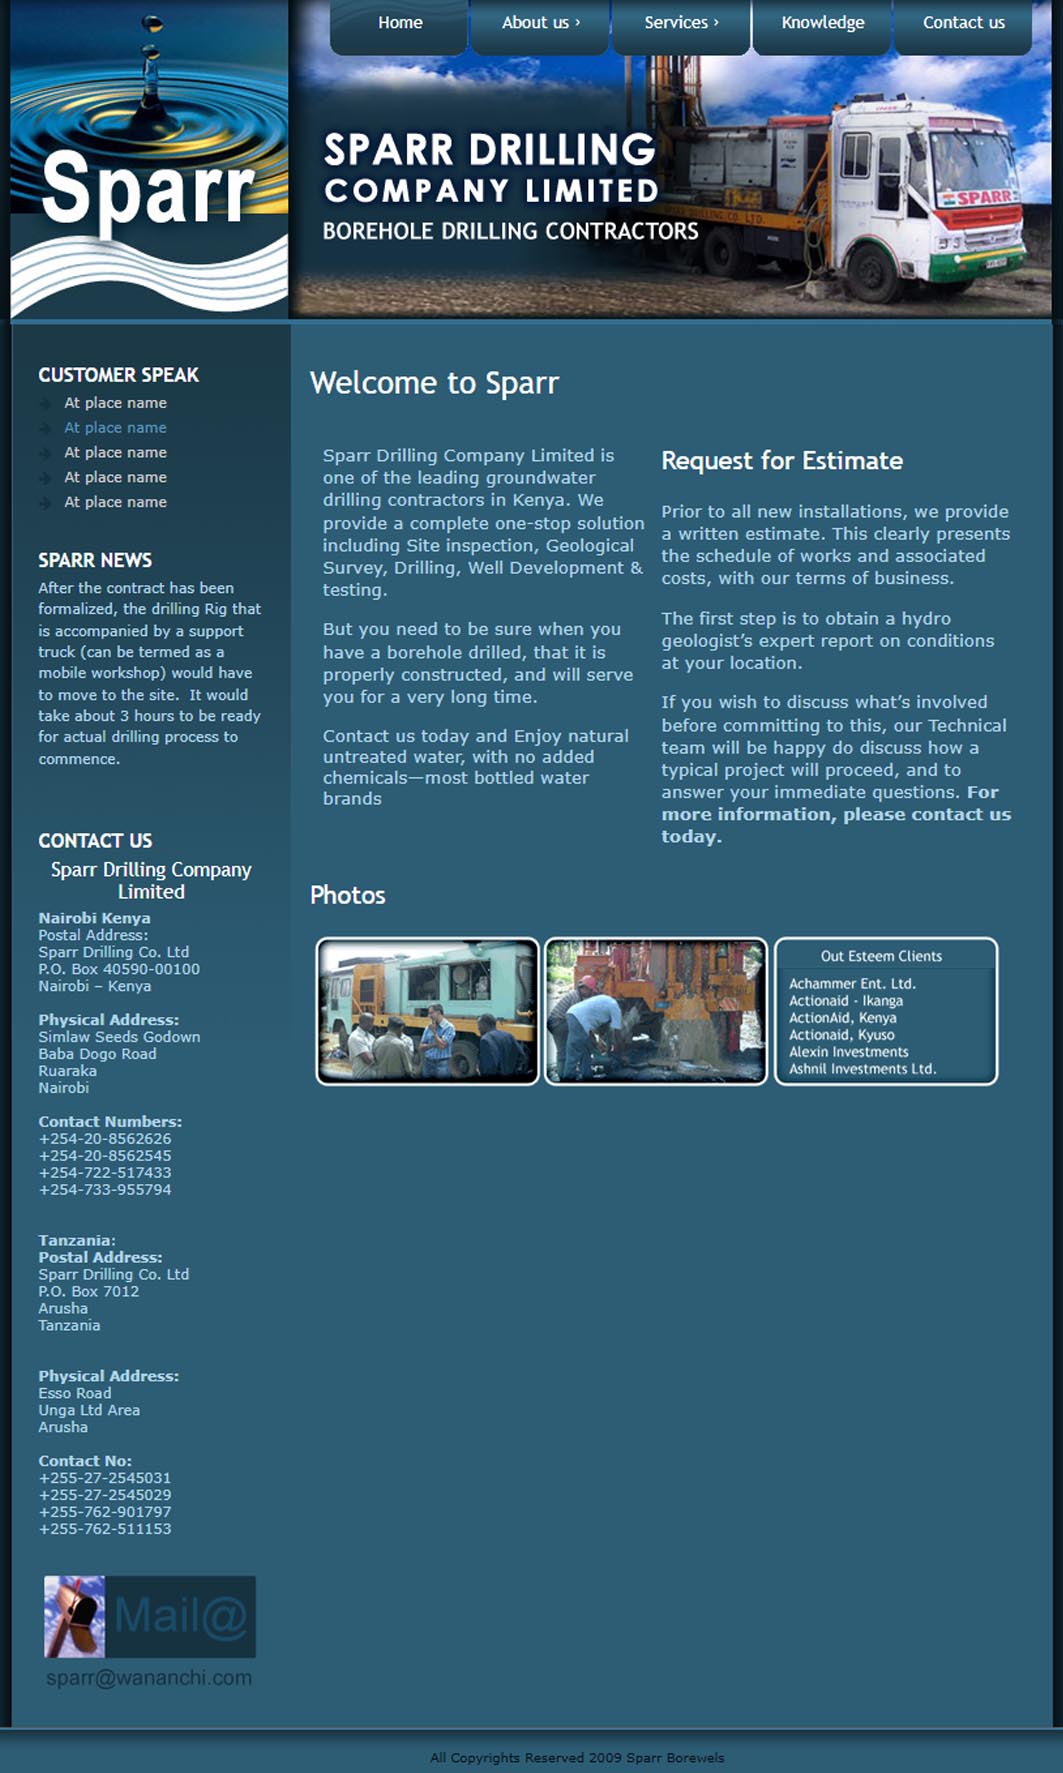 Home
About us ›
Services ›
Knowledge
Contact us
Sparr
SPARR DRILLING
COMPANY LIMITED
BOREHOLE DRILLING CONTRACTORS
SPARR
CUSTOMER SPEAK
At place name
At place name
At place name
At place name
At place name
SPARR NEWS
After the contract has been
formalized, the drilling Rig that
is accompanied by a support
truck (can be termed as a
mobile workshop) would have
to move to the site.  It would
take about 3 hours to be ready
for actual drilling process to
commence.
CONTACT US
Sparr Drilling Company
Limited
Nairobi Kenya
Postal Address:
Sparr Drilling Co. Ltd
P.O. Box 40590-00100
Nairobi – Kenya
Physical Address:
Simlaw Seeds Godown
Baba Dogo Road
Ruaraka
Nairobi
Contact Numbers:
+254-20-8562626
+254-20-8562545
+254-722-517433
+254-733-955794
Tanzania:
Postal Address:
Sparr Drilling Co. Ltd
P.O. Box 7012
Arusha
Tanzania
Physical Address:
Esso Road
Unga Ltd Area
Arusha
Contact No:
+255-27-2545031
+255-27-2545029
+255-762-901797
+255-762-511153
Mail@
sparr@wananchi.com
Welcome to Sparr
Sparr Drilling Company Limited is
one of the leading groundwater
drilling contractors in Kenya. We
provide a complete one-stop solution
including Site inspection, Geological
Survey, Drilling, Well Development &
testing.
But you need to be sure when you
have a borehole drilled, that it is
properly constructed, and will serve
you for a very long time.
Contact us today and Enjoy natural
untreated water, with no added
chemicals—most bottled water
brands
Request for Estimate
Prior to all new installations, we provide
a written estimate. This clearly presents
the schedule of works and associated
costs, with our terms of business.
The first step is to obtain a hydro
geologist’s expert report on conditions
at your location.
If you wish to discuss what’s involved
before committing to this, our Technical
team will be happy do discuss how a
typical project will proceed, and to
answer your immediate questions. For
more information, please contact us
today.
Photos
Out Esteem Clients
Achammer Ent. Ltd.
Actionaid - Ikanga
ActionAid, Kenya
Actionaid, Kyuso
Alexin Investments
Ashnil Investments Ltd.
All Copyrights Reserved 2009 Sparr Borewels